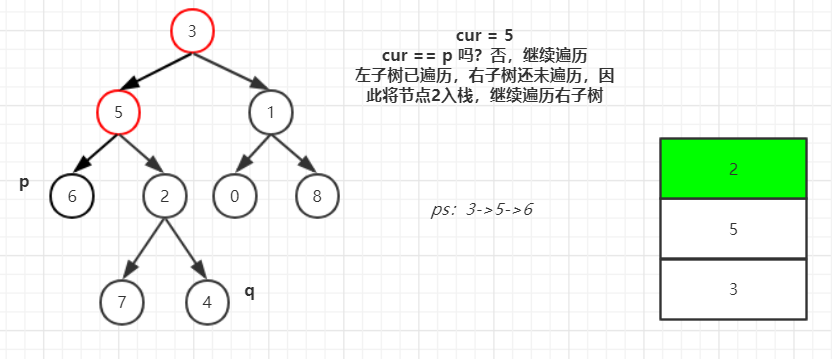 3
cur = 5
cur == p 吗？否，继续遍历
左子树已遍历，右子树还未遍历，因
此将节点2入栈，继续遍历右子树
5
1
p
6
2
0
8
ps：3->5->6
2
5
3
7
4
q